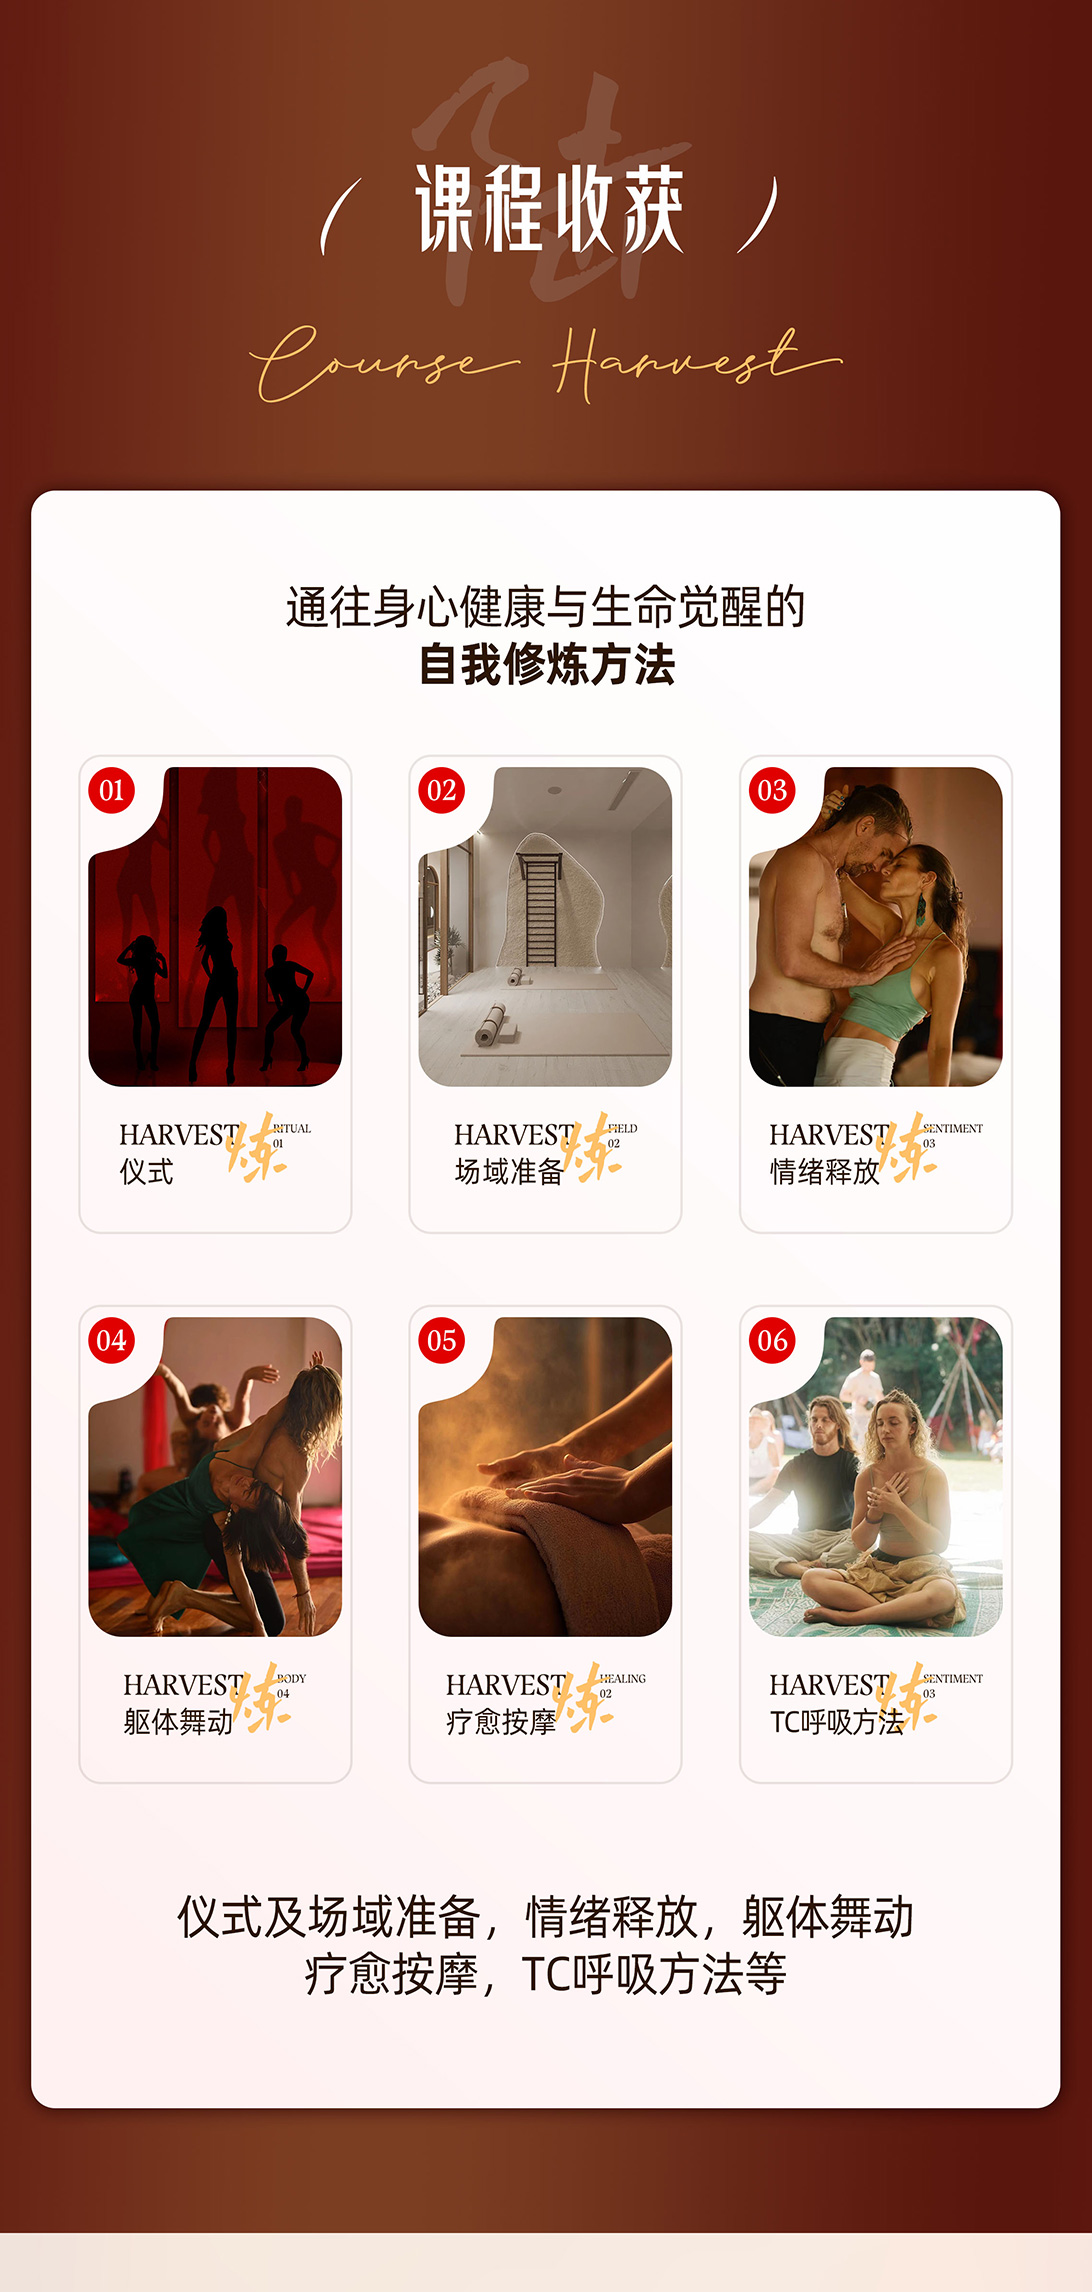 陆
( 课程收获 )
Course Harvest
通往身心健康与生命觉醒的
自我修炼方法
01
02
03
HARVEST 炼 RITUAL
01
仪式
HARVEST 炼 FIELD
02
场域准备
HARVEST 炼 SENTIMENT
03
情绪释放
04
05
06
HARVEST 炼 BODY
04
躯体舞动
HARVEST 炼 HEALING
02
疗愈按摩
HARVEST 炼 SENTIMENT
03
TC呼吸方法
仪式及场域准备，情绪释放，躯体舞动
疗愈按摩，TC呼吸方法等